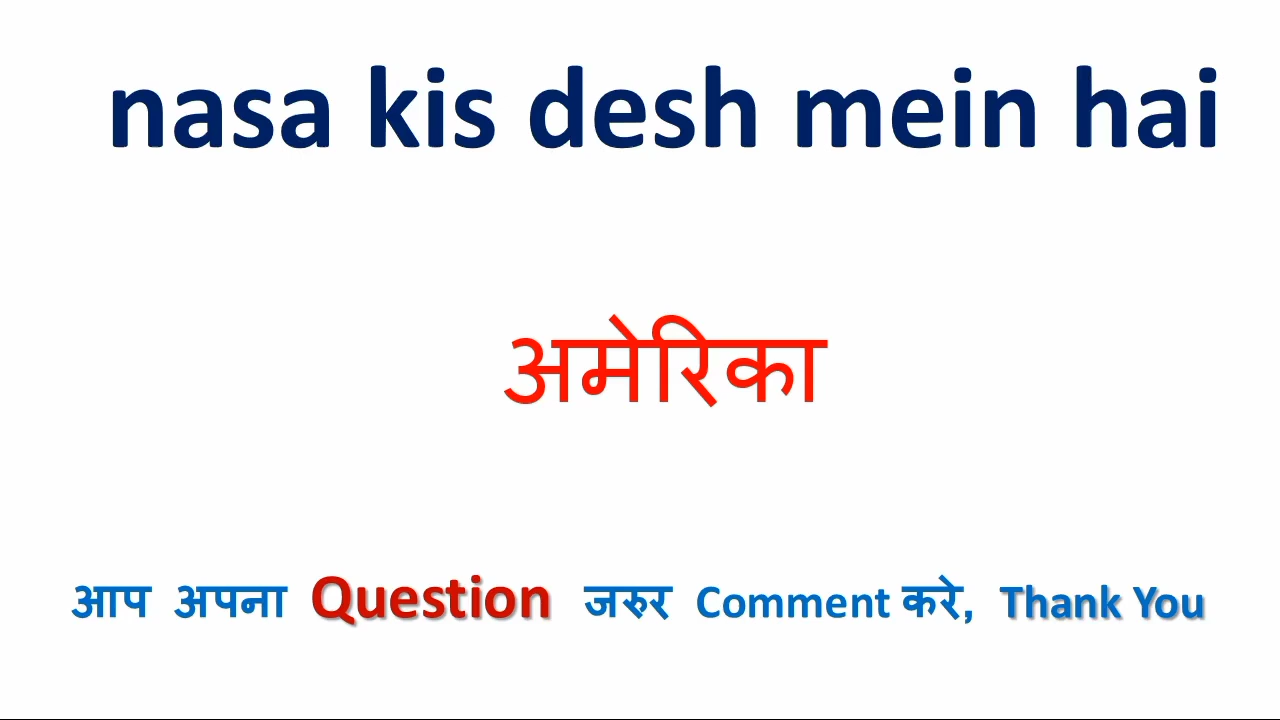 nasa kis desh mein hai
अमेरिका
आप अपना Question जरुर Comment करे, Thank You